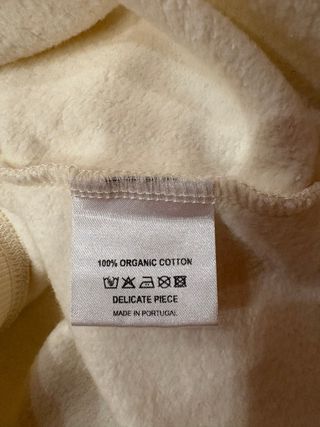 100% ORGANIC COTTON
DELICATE PIECE
MADE IN PORTUGAL